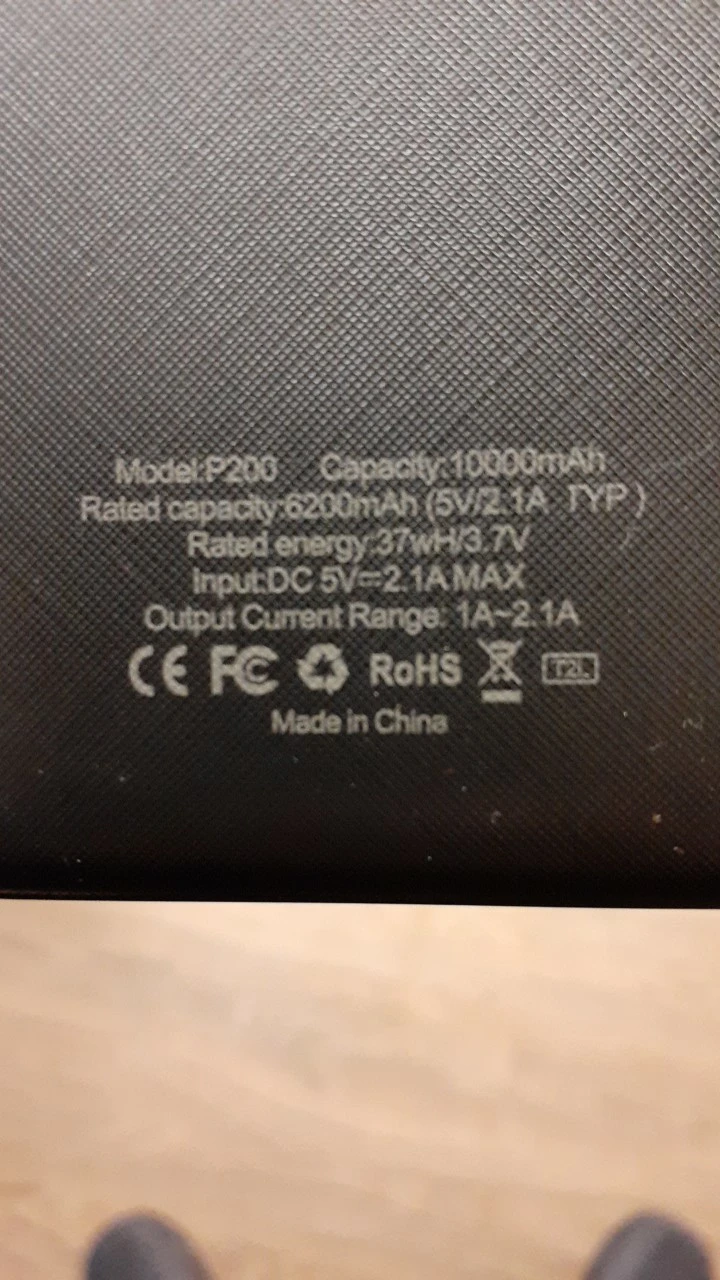 Model:P200 Capacity:10000mAh
Rated capacity:6200mAh (5V/2.1A TYP)
Rated energy:37wH/3.7V
Input:DC 5V⎓2.1A MAX
Output Current Range: 1A~2.1A
CE FC RoHS
Made in China